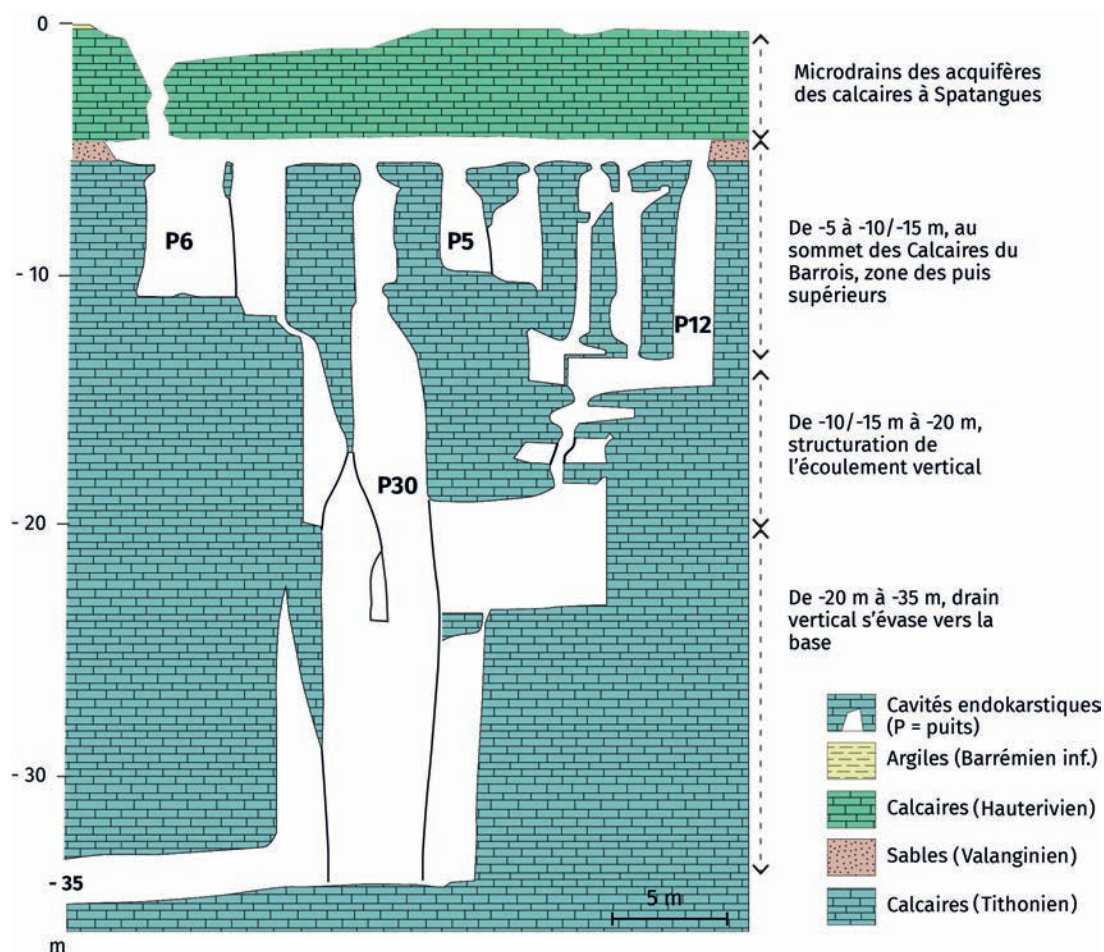 0
Microdrains des acquifères
des calcaires à Spatangues
P6
P5
De -5 à -10/-15 m, au
sommet des Calcaires du
Barrois, zone des puis
supérieurs
- 10
P12
De -10/-15 m à -20 m,
structuration de
l'écoulement vertical
P30
- 20
De -20 m à -35 m, drain
vertical s'évase vers la
base
Cavités endokarstiques
(P = puits)
Argiles (Barrémien inf.)
- 30
Calcaires (Hauterivien)
Sables (Valanginien)
- 35
5 m
Calcaires (Tithonien)
m